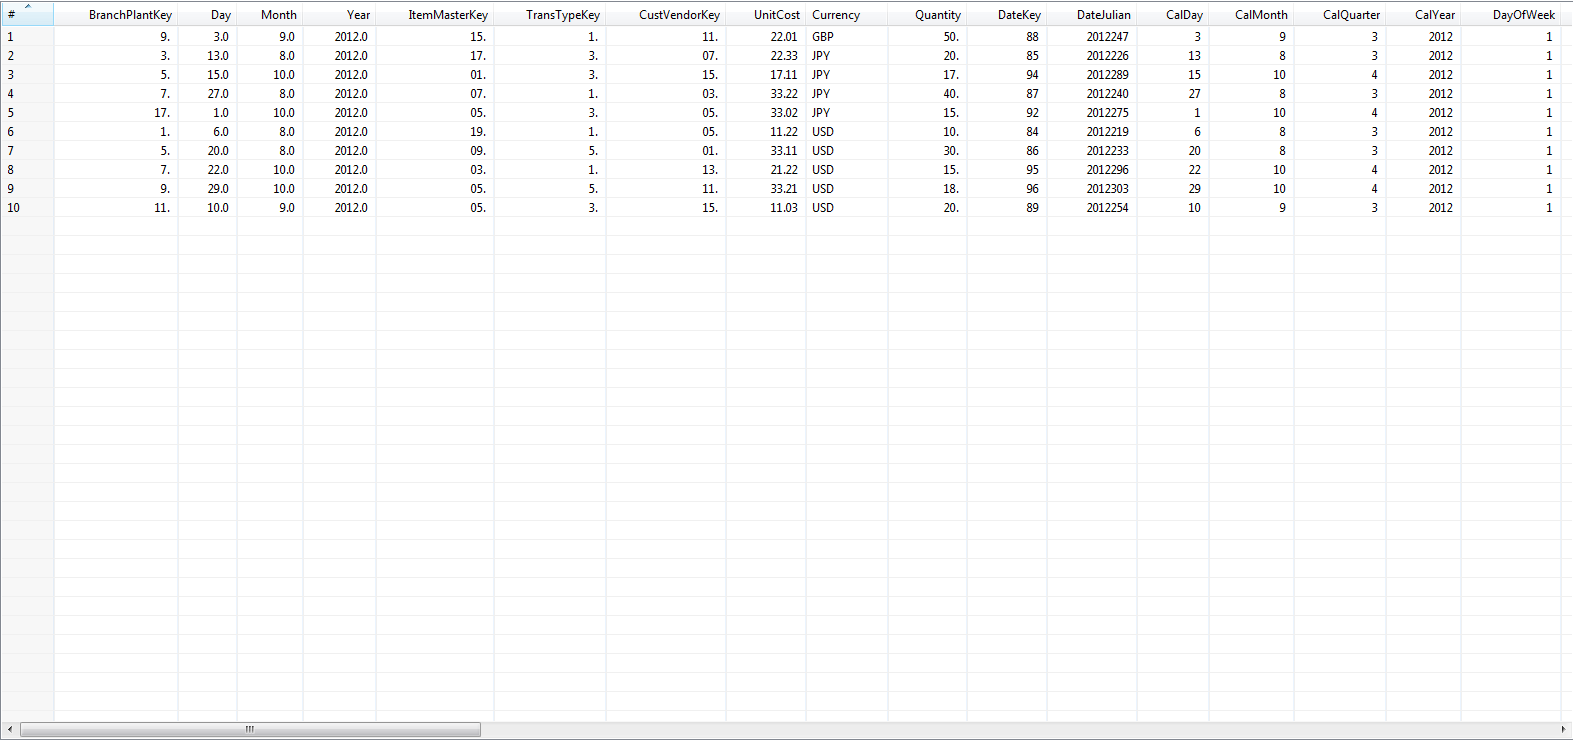 # BranchPlantKey Day Month Year ItemMasterKey TransTypeKey CustVendorKey UnitCost Currency Quantity DateKey DateJulian CalDay CalMonth CalQuarter CalYear DayOfWeek
1 9. 3.0 9.0 2012.0 15. 1. 11. 22.01 GBP 50. 88 2012247 3 9 3 2012 1
2 3. 13.0 8.0 2012.0 17. 3. 07. 22.33 JPY 20. 85 2012226 13 8 3 2012 1
3 5. 15.0 10.0 2012.0 01. 3. 15. 17.11 JPY 17. 94 2012289 15 10 4 2012 1
4 7. 27.0 8.0 2012.0 07. 1. 03. 33.22 JPY 40. 87 2012240 27 8 3 2012 1
5 17. 1.0 10.0 2012.0 05. 3. 05. 33.02 JPY 15. 92 2012275 1 10 4 2012 1
6 1. 6.0 8.0 2012.0 19. 1. 05. 11.22 USD 10. 84 2012219 6 8 3 2012 1
7 5. 20.0 8.0 2012.0 09. 5. 01. 33.11 USD 30. 86 2012233 20 8 3 2012 1
8 7. 22.0 10.0 2012.0 03. 1. 13. 21.22 USD 15. 95 2012296 22 10 4 2012 1
9 9. 29.0 10.0 2012.0 05. 5. 11. 33.21 USD 18. 96 2012303 29 10 4 2012 1
10 11. 10.0 9.0 2012.0 05. 3. 15. 11.03 USD 20. 89 2012254 10 9 3 2012 1